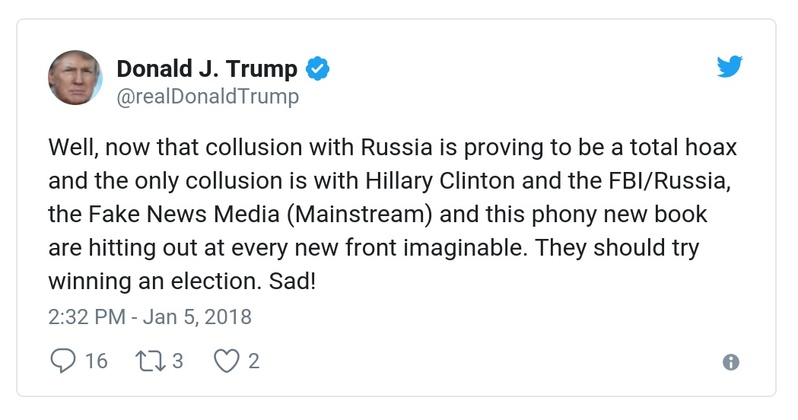 Donald J. Trump
@realDonaldTrump
Well, now that collusion with Russia is proving to be a total hoax
and the only collusion is with Hillary Clinton and the FBI/Russia,
the Fake News Media (Mainstream) and this phony new book
are hitting out at every new front imaginable. They should try
winning an election. Sad!
2:32 PM - Jan 5, 2018
16 3 2